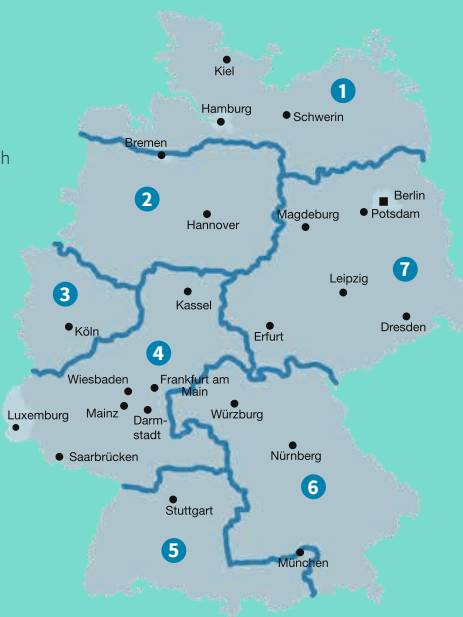 Kiel
1
Hamburg
Schwerin
Bremen
h
2
Berlin
Potsdam
Hannover
Magdeburg
7
Leipzig
3
Kassel
Dresden
Köln
Erfurt
4
Wiesbaden
Frankfurt am
Main
Mainz
Darm-
stadt
Würzburg
Luxemburg
Saarbrücken
Nürnberg
6
Stuttgart
5
München